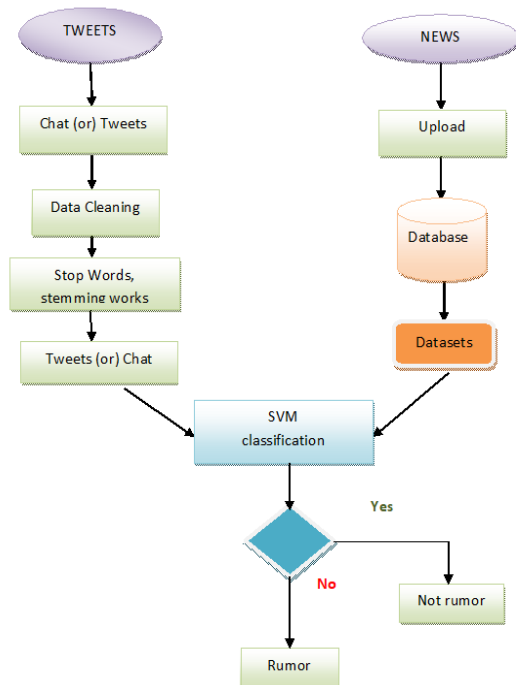 TWEETS
NEWS
Chat (or) Tweets
Upload
Data Cleaning
Database
Stop Words,
stemming works
Tweets (or) Chat
Datasets
SVM
classification
Yes
No
Not rumor
Rumor